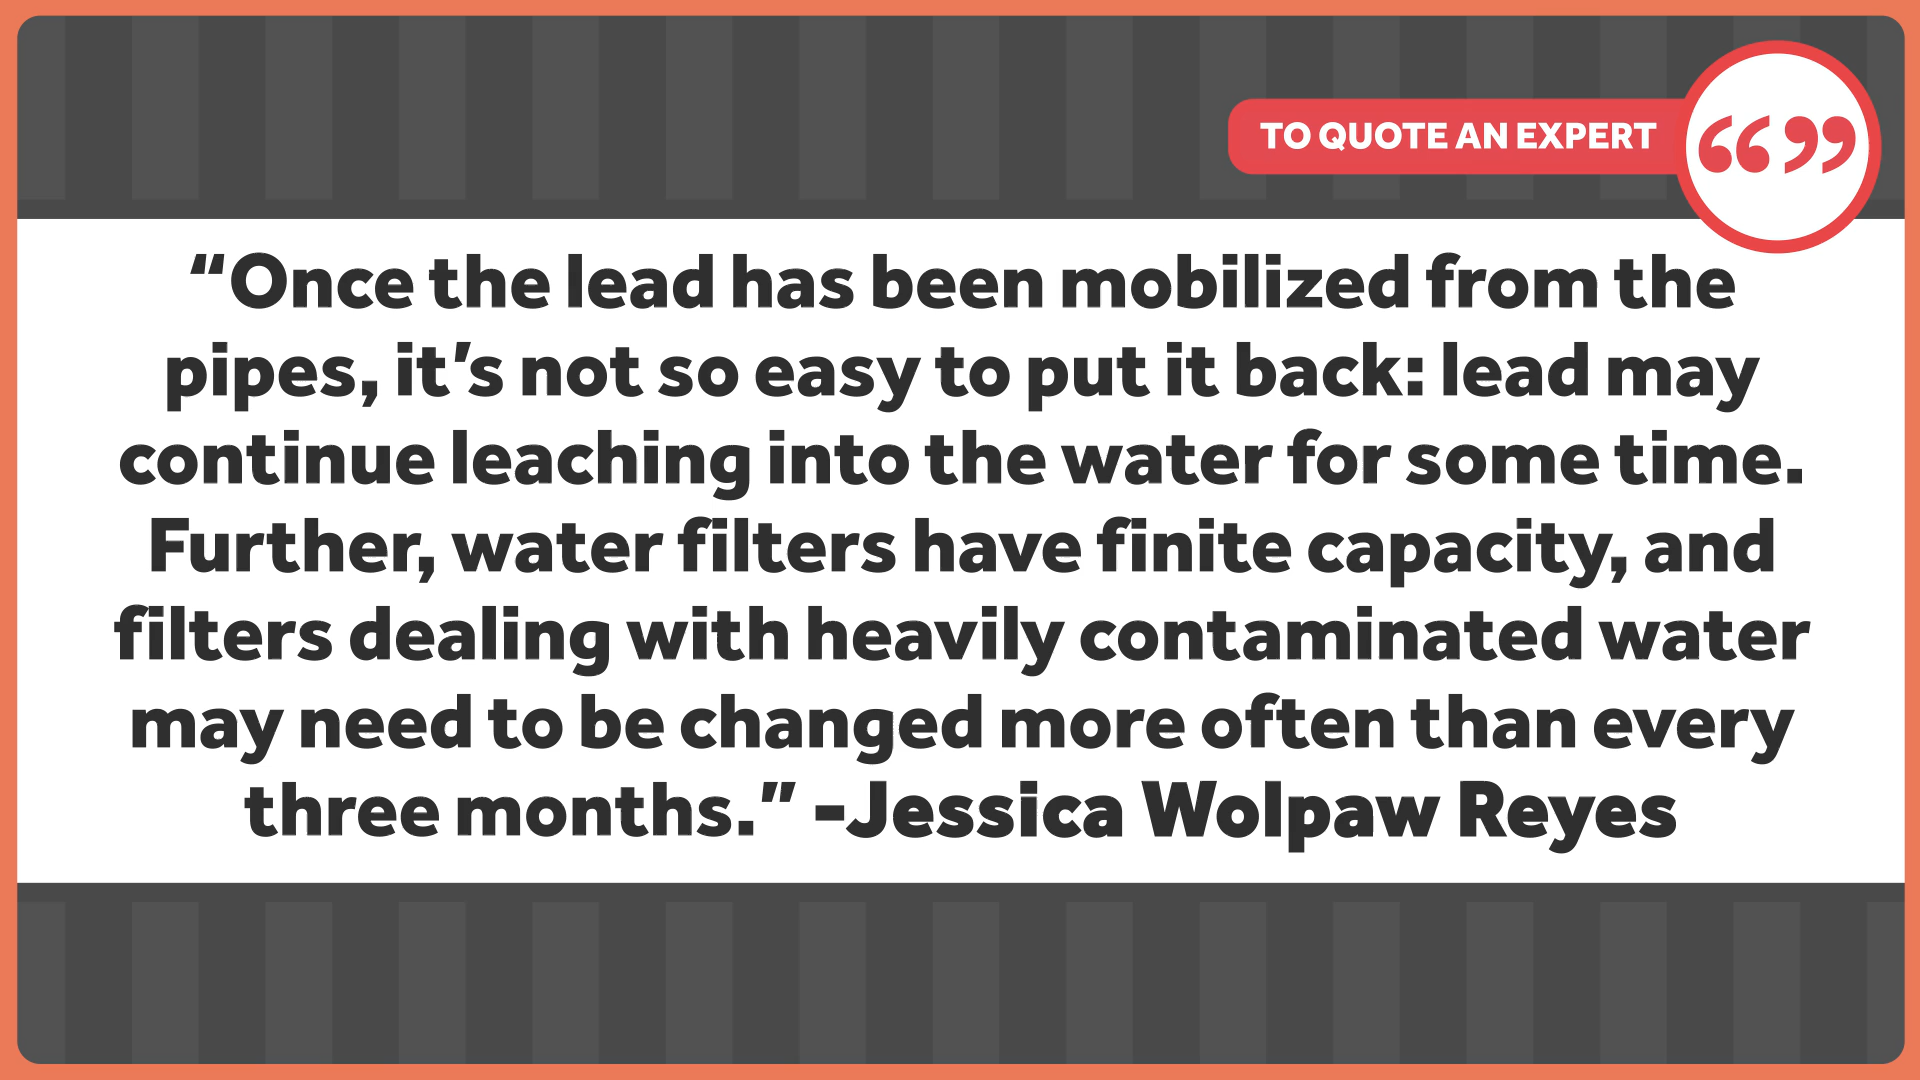 TO QUOTE AN EXPERT
“ ”
“Once the lead has been mobilized from the
pipes, it’s not so easy to put it back: lead may
continue leaching into the water for some time.
Further, water filters have finite capacity, and
filters dealing with heavily contaminated water
may need to be changed more often than every
three months.” -Jessica Wolpaw Reyes